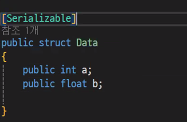 [Serializable]
참조 1개
public struct Data
{
public int a;
public float b;
}